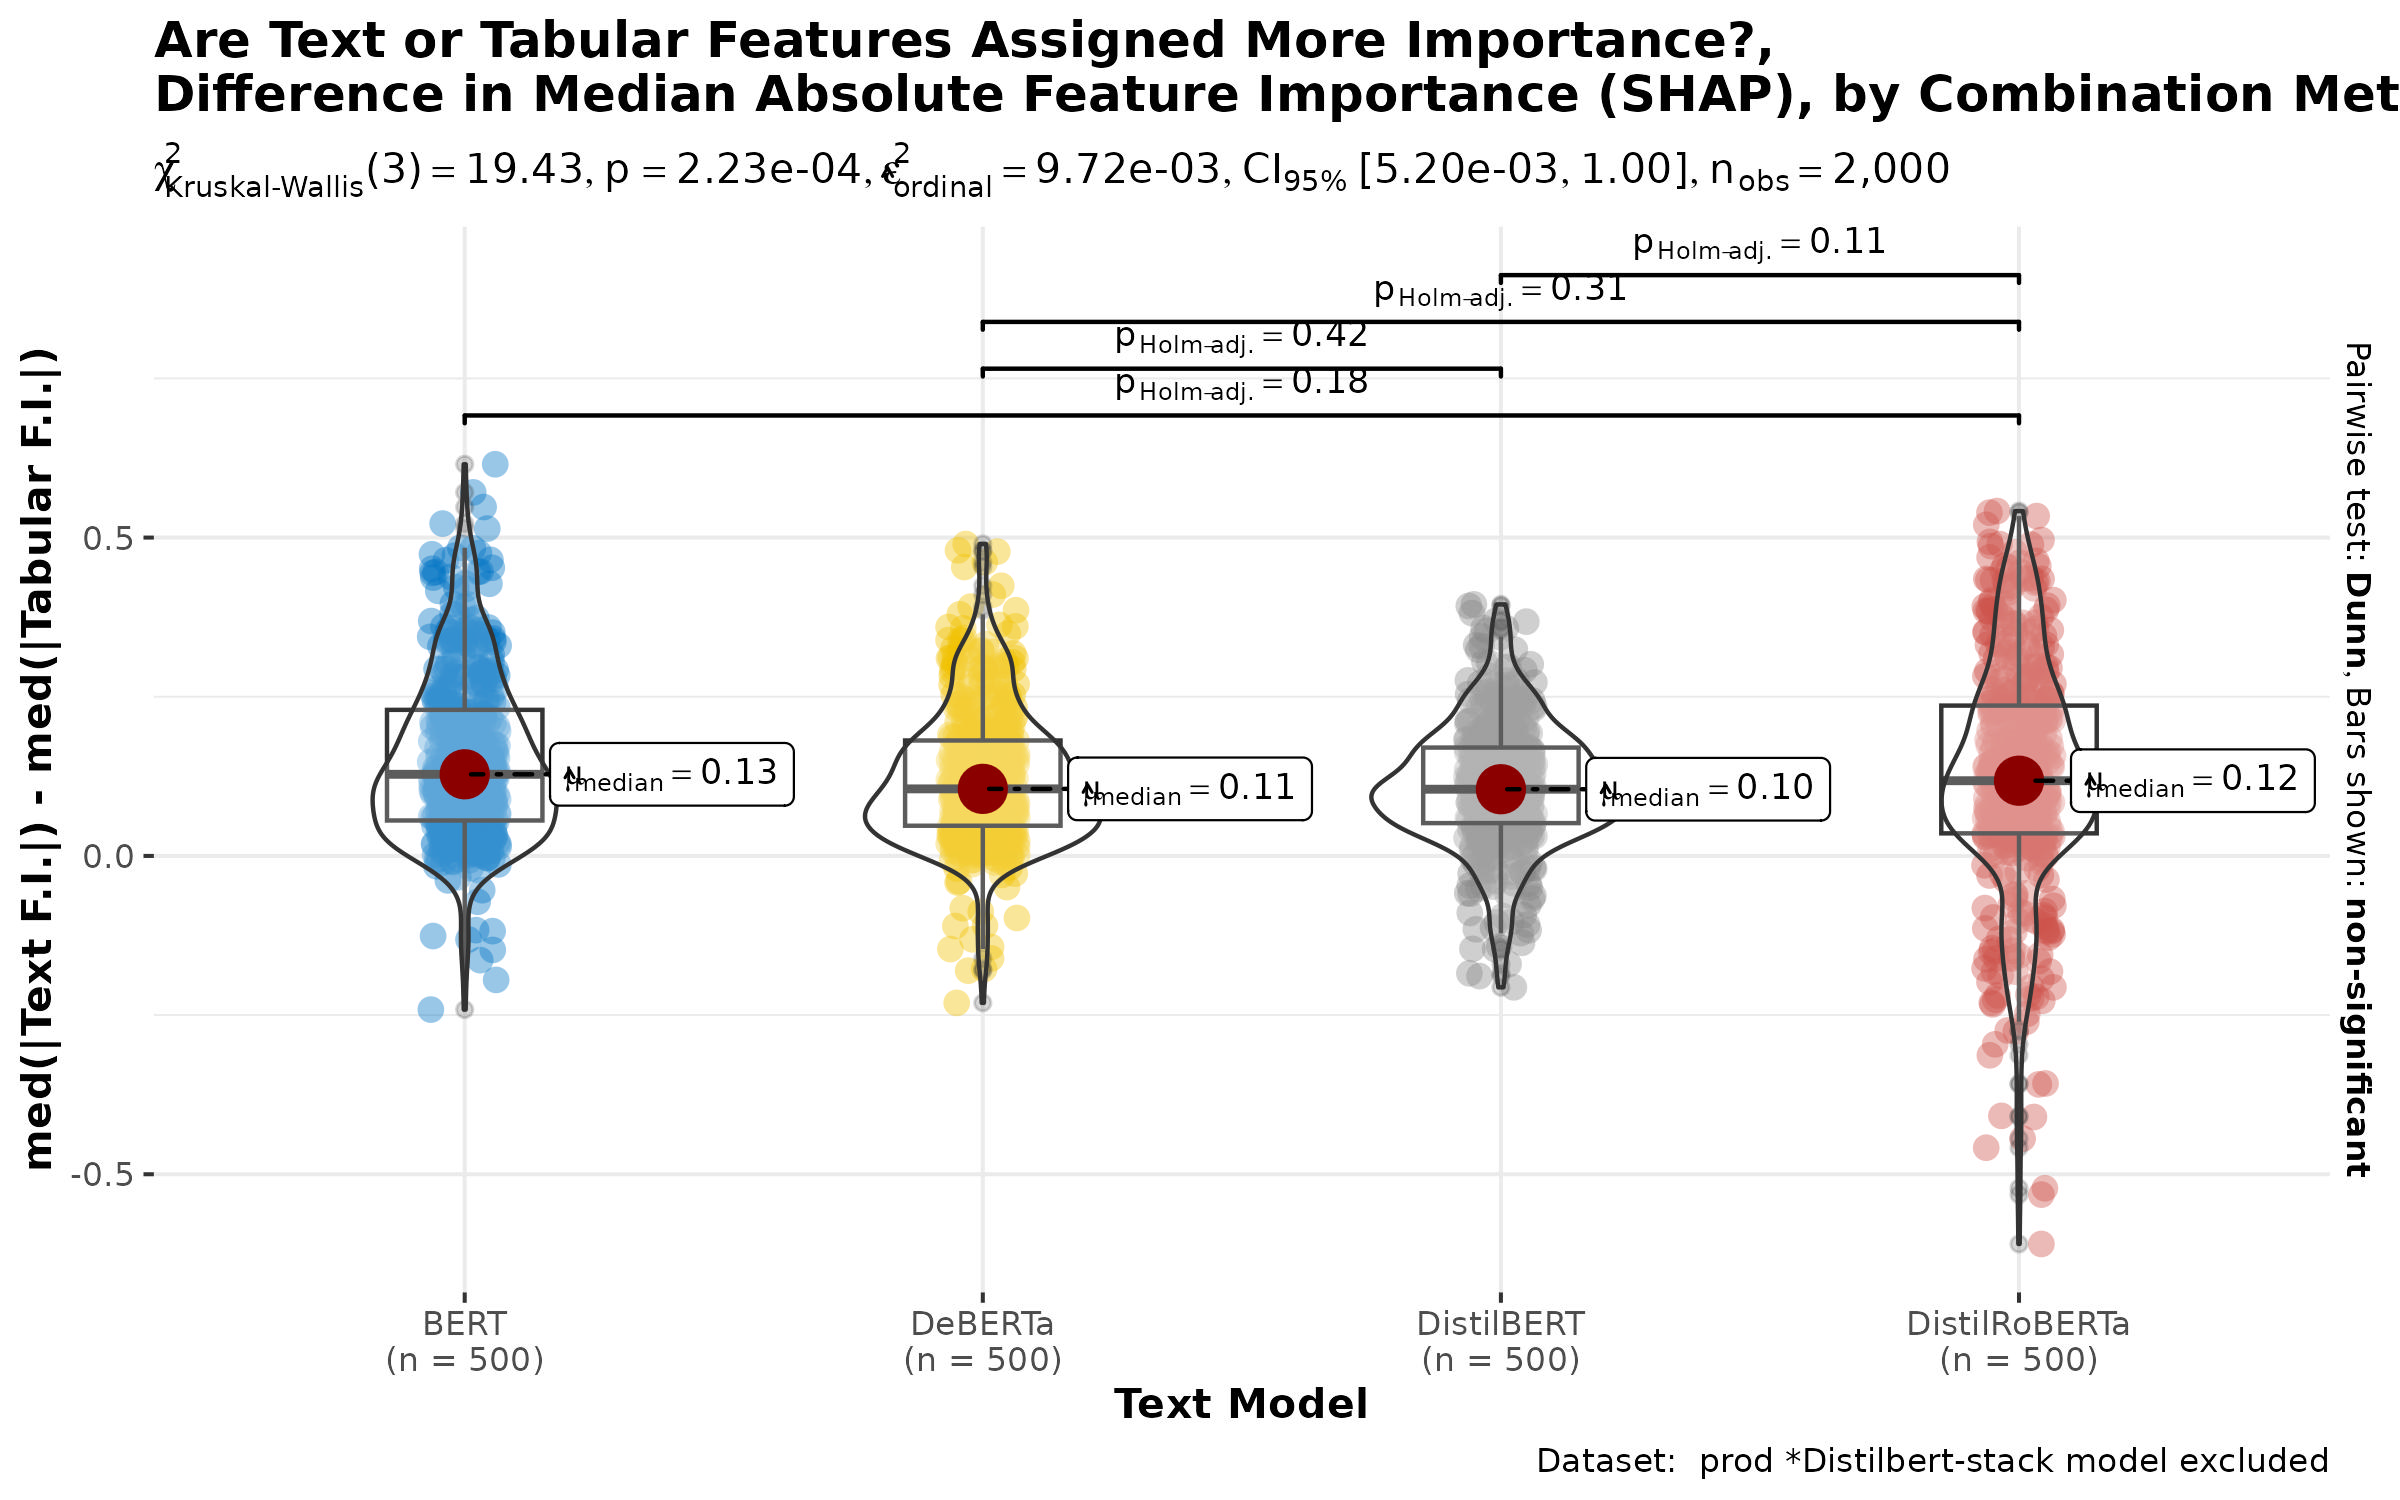 Are Text or Tabular Features Assigned More Importance?,
Difference in Median Absolute Feature Importance (SHAP), by Combination Met
χ²Kruskal-Wallis(3) = 19.43, p = 2.23e-04, ε̂²ordinal = 9.72e-03, CI95% [5.20e-03, 1.00], nobs = 2,000
pHolm-adj. = 0.11
pHolm-adj. = 0.31
pHolm-adj. = 0.42
pHolm-adj. = 0.18
med(|Text F.I.|) - med(|Tabular F.I.|)
0.5
0.0
-0.5
μ̂median = 0.13
μ̂median = 0.11
μ̂median = 0.10
μ̂median = 0.12
Pairwise test: Dunn, Bars shown: non-significant
BERT
(n = 500)
DeBERTa
(n = 500)
DistilBERT
(n = 500)
DistilRoBERTa
(n = 500)
Text Model
Dataset:  prod *Distilbert-stack model excluded